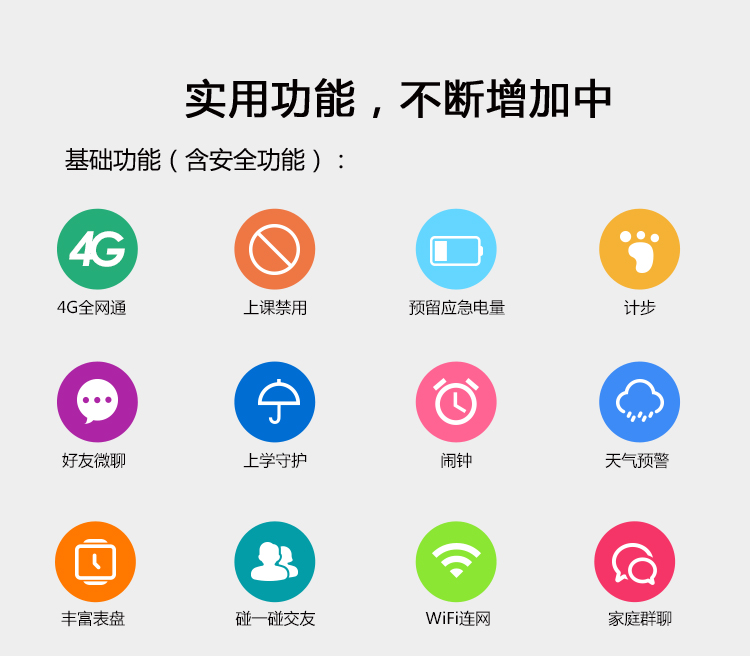 实用功能，不断增加中
基础功能（含安全功能）：
4G
4G全网通 上课禁用 预留应急电量 计步
好友微聊 上学守护 闹钟 天气预警
丰富表盘 碰一碰交友 WiFi连网 家庭群聊